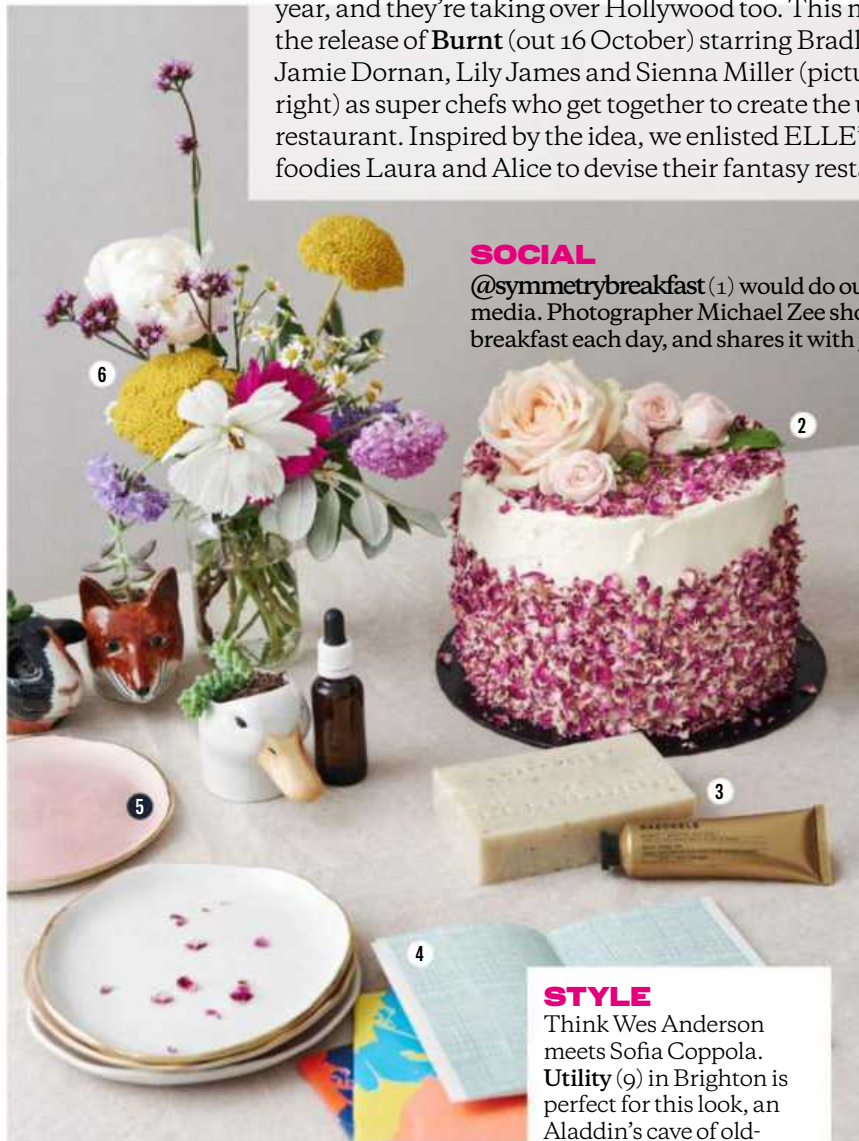 year, and they're taking over Hollywood too. This
the release of Burnt (out 16 October) starring
Jamie Dornan, Lily James and Sienna Miller
right) as super chefs who get together to create the
restaurant. Inspired by the idea, we enlisted
foodies Laura and Alice to devise their fantasy
SOCIAL
@symmetrybreakfast (1) would do
media. Photographer Michael Zee
breakfast each day, and shares it with
2
6
3
5
4
STYLE
Think Wes Anderson
meets Sofia Coppola.
Utility (9) in Brighton is
perfect for this look, an
Aladdin's cave of old-